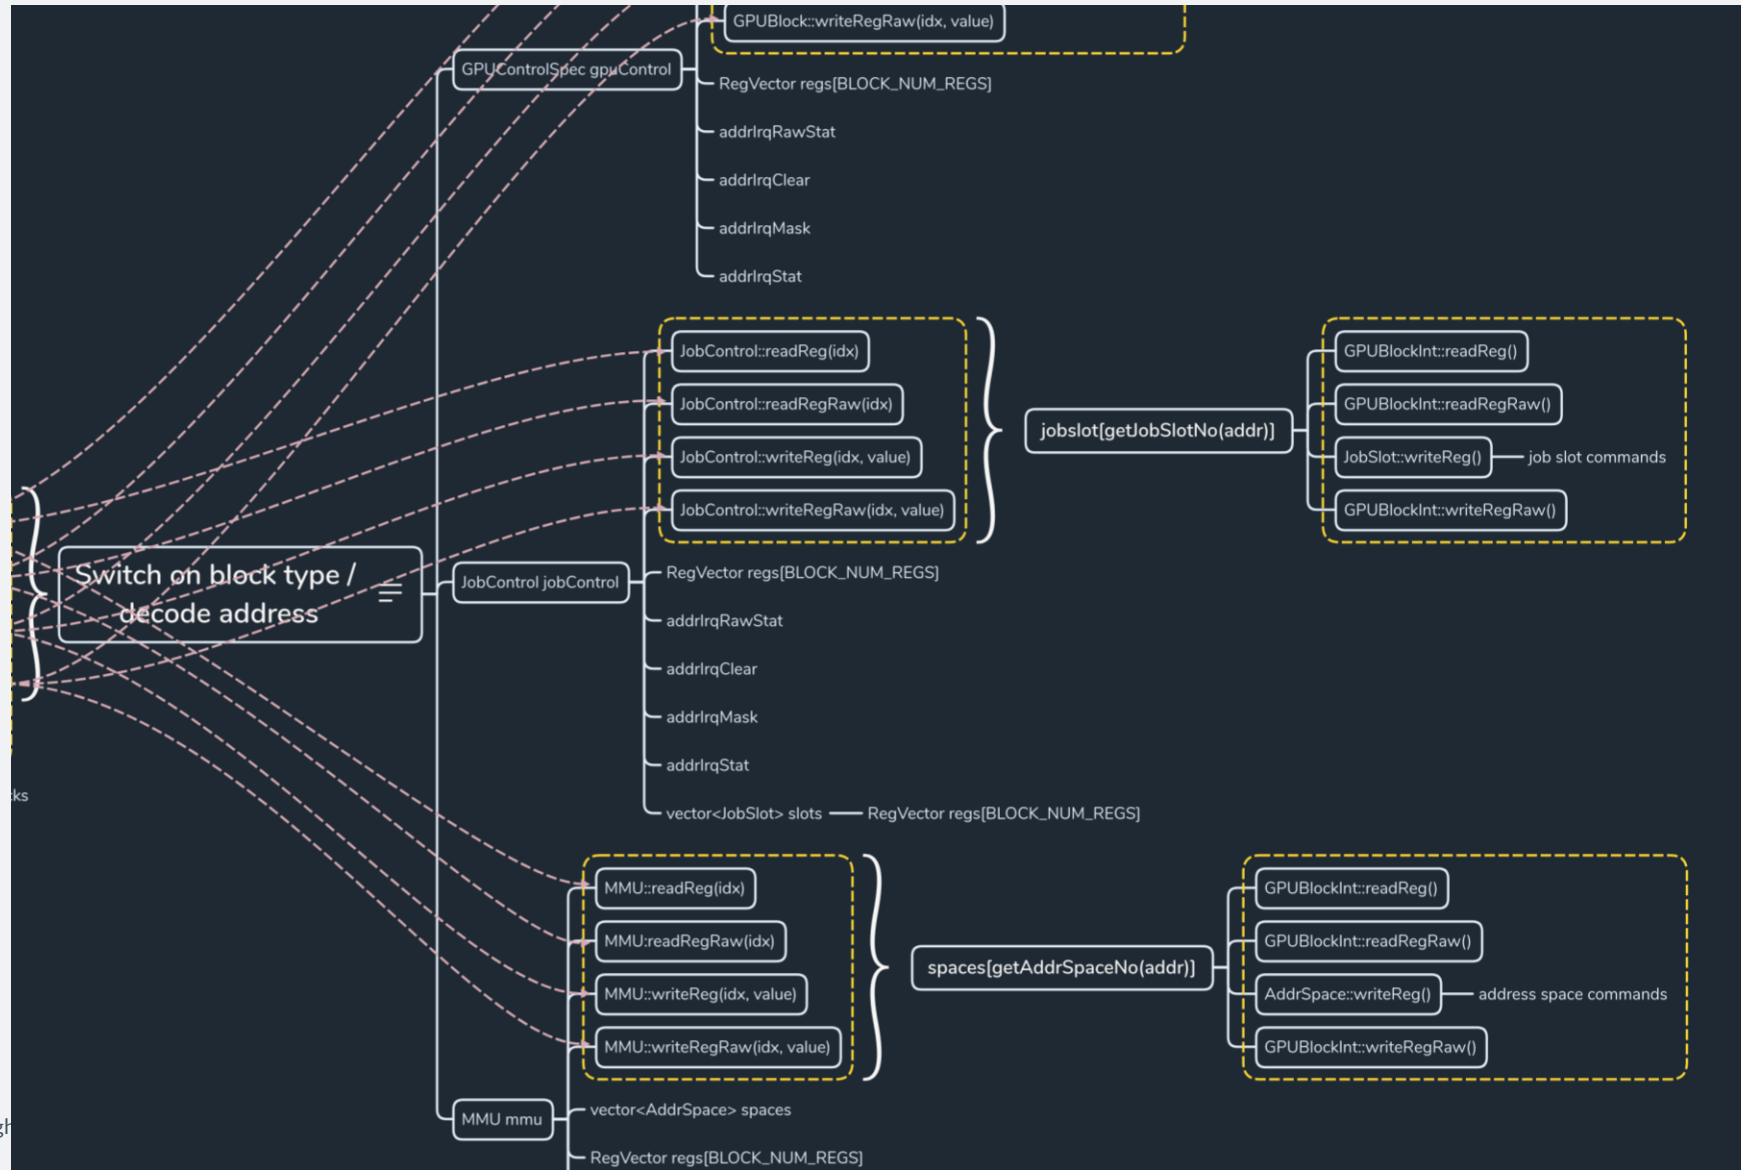 GPUBlock::writeRegRaw(idx, value)
GPUControlSpec gpuControl
RegVector regs[BLOCK_NUM_REGS]
addrIrqRawStat
addrIrqClear
addrIrqMask
addrIrqStat
JobControl::readReg(idx)
JobControl::readRegRaw(idx)
JobControl::writeReg(idx, value)
JobControl::writeRegRaw(idx, value)
jobslot[getJobSlotNo(addr)]
GPUBlockInt::readReg()
GPUBlockInt::readRegRaw()
JobSlot::writeReg()
job slot commands
GPUBlockInt::writeRegRaw()
Switch on block type /
decode address
JobControl jobControl
RegVector regs[BLOCK_NUM_REGS]
addrIrqRawStat
addrIrqClear
addrIrqMask
addrIrqStat
vector<JobSlot> slots
RegVector regs[BLOCK_NUM_REGS]
MMU::readReg(idx)
MMU:readRegRaw(idx)
MMU::writeReg(idx, value)
MMU::writeRegRaw(idx, value)
spaces[getAddrSpaceNo(addr)]
GPUBlockInt::readReg()
GPUBlockInt::readRegRaw()
AddrSpace::writeReg()
address space commands
GPUBlockInt::writeRegRaw()
MMU mmu
vector<AddrSpace> spaces
RegVector regs[BLOCK_NUM_REGS]